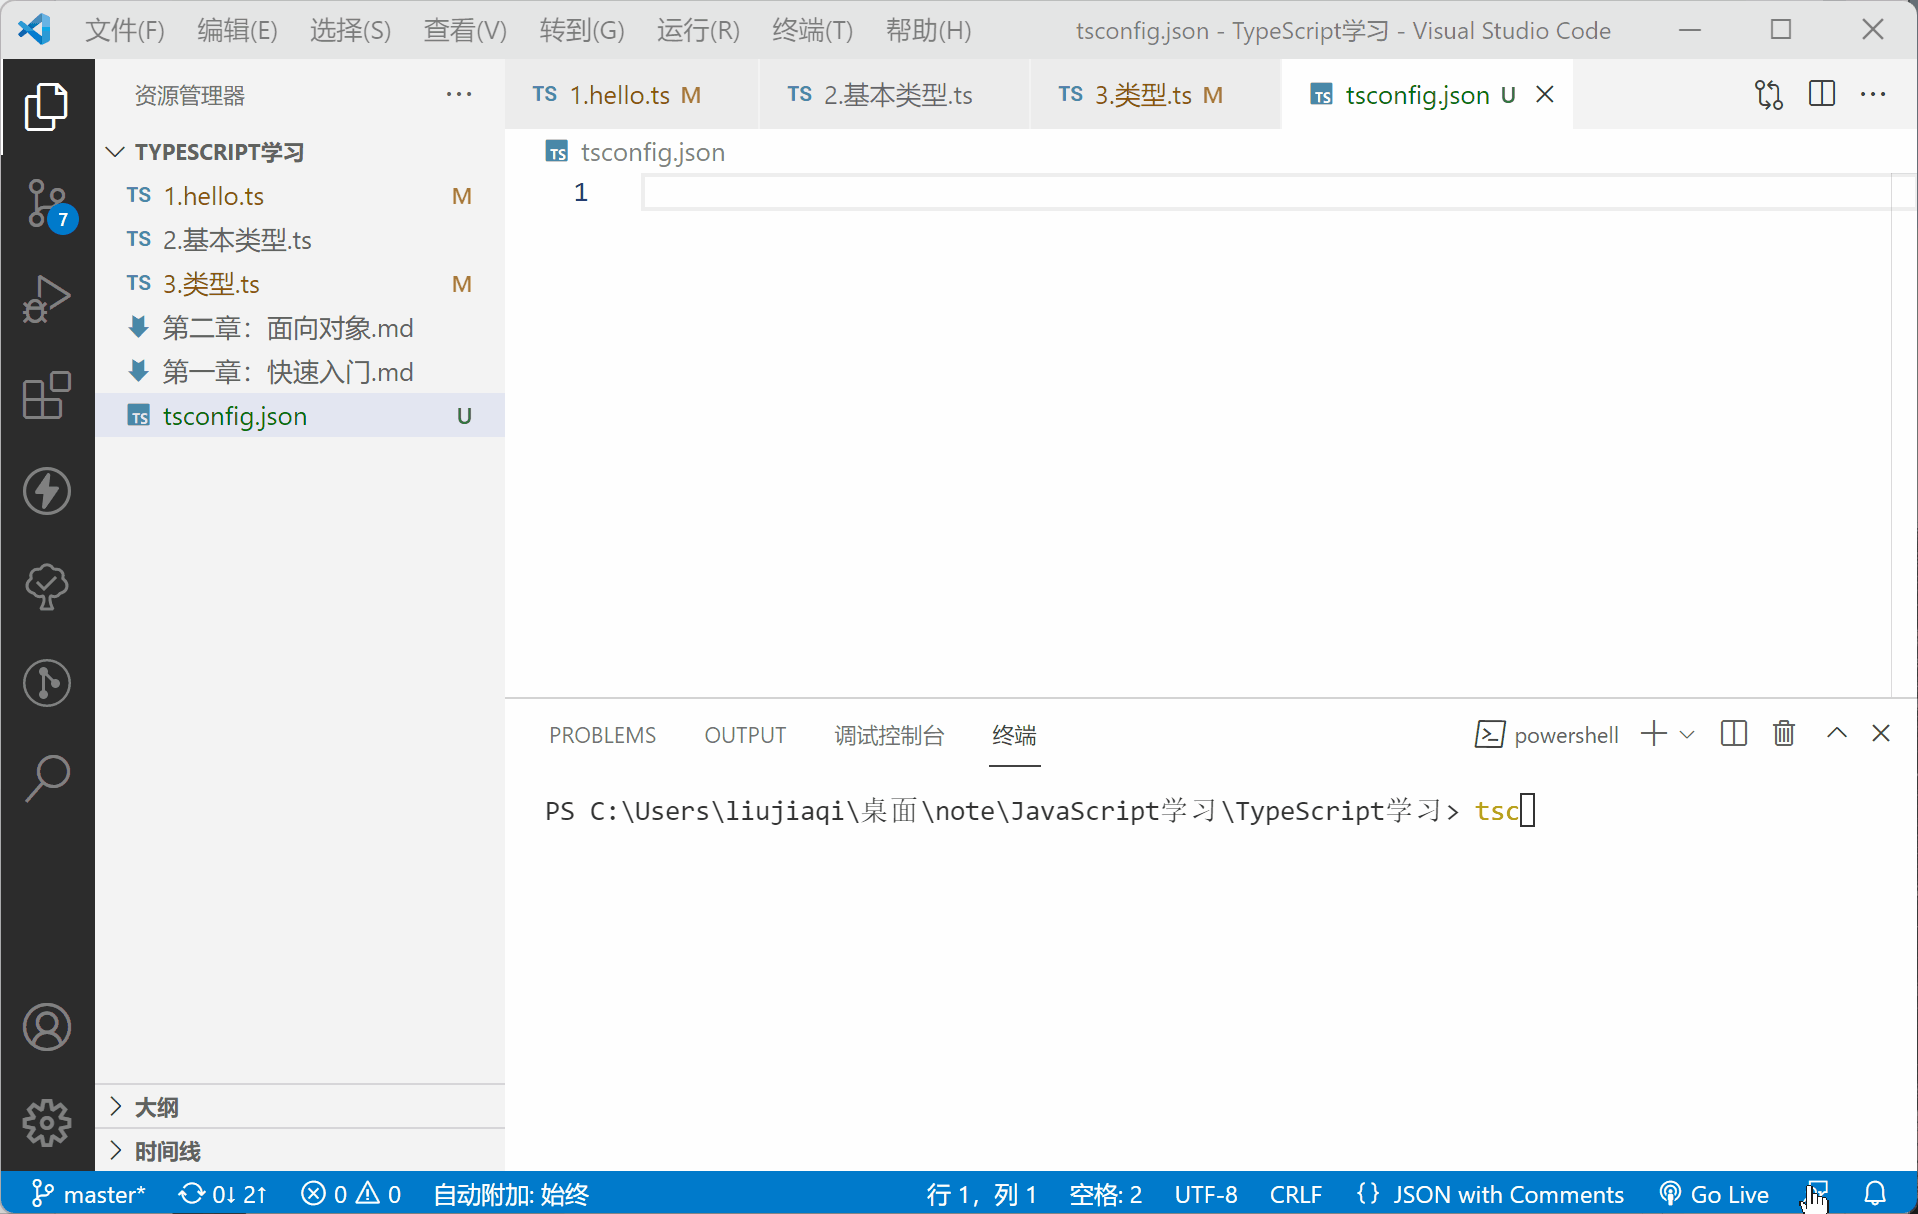 文件(F) 编辑(E) 选择(S) 查看(V) 转到(G) 运行(R) 终端(T) 帮助(H) tsconfig.json - TypeScript学习 - Visual Studio Code
资源管理器
TS 1.hello.ts M TS 2.基本类型.ts TS 3.类型.ts M TS tsconfig.json U
TYPESCRIPT学习
TS 1.hello.ts M
TS 2.基本类型.ts
TS 3.类型.ts M
第二章：面向对象.md
第一章：快速入门.md
TS tsconfig.json U
7
大纲
时间线
TS tsconfig.json
1
PROBLEMS OUTPUT 调试控制台 终端 powershell
PS C:\Users\liujiaqi\桌面\note\JavaScript学习\TypeScript学习> tsc
master* 0↓ 2↑ 0 0 自动附加: 始终 行 1，列 1 空格: 2 UTF-8 CRLF {} JSON with Comments Go Live